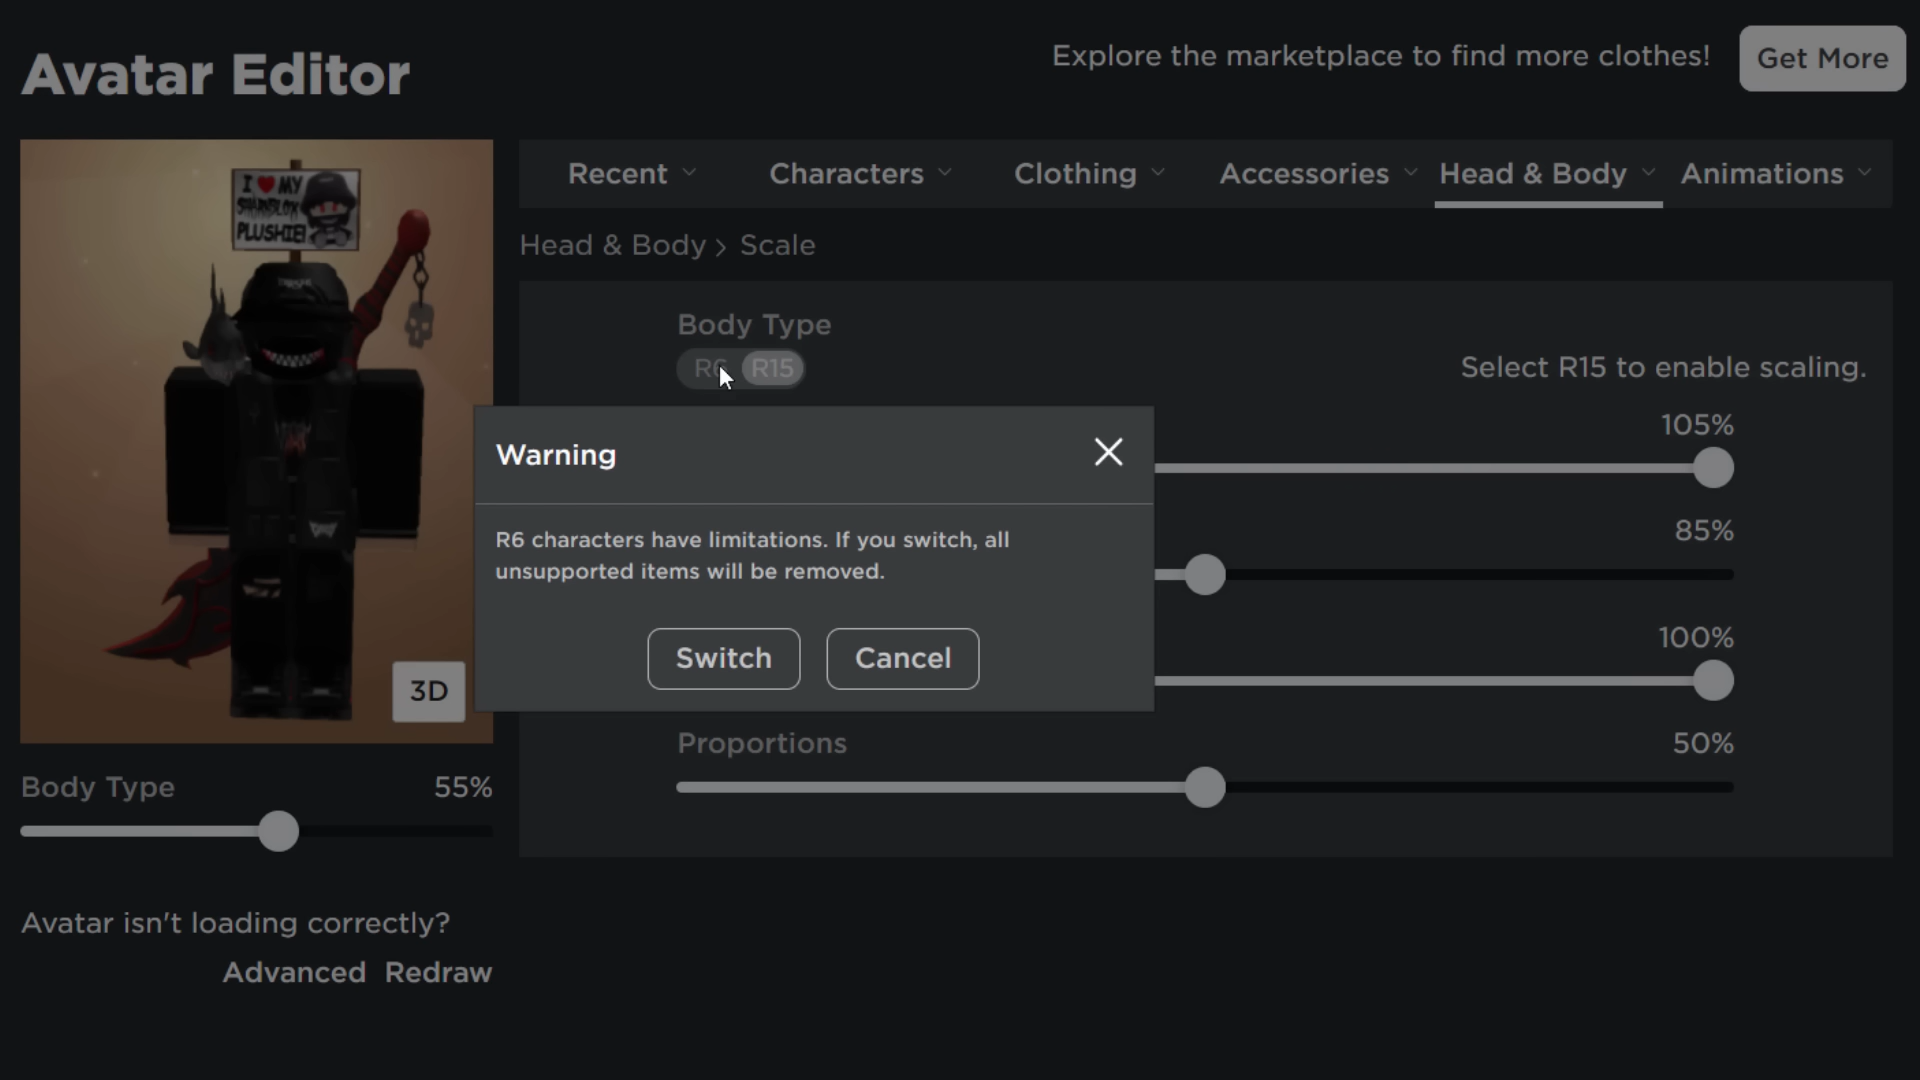 Avatar Editor
Explore the marketplace to find more clothes!
Get More
Recent
Characters
Clothing
Accessories
Head & Body
Animations
Head & Body > Scale
I ❤ MY
PLUSHIE!
Body Type
R6
R15
Select R15 to enable scaling.
105%
Warning
R6 characters have limitations. If you switch, all
unsupported items will be removed.
Switch
Cancel
85%
100%
3D
Proportions
50%
Body Type
55%
Avatar isn't loading correctly?
Advanced
Redraw